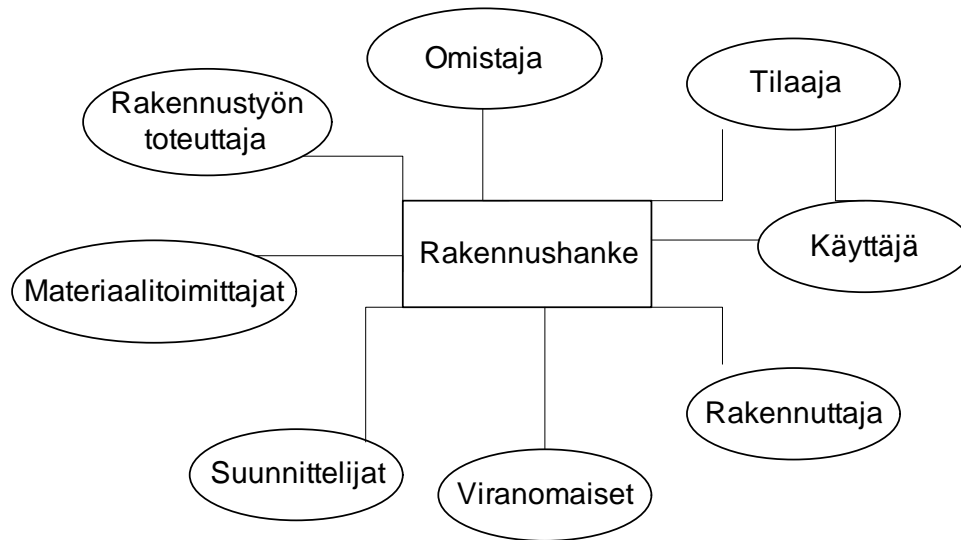 Omistaja
Tilaaja
Rakennustyön
toteuttaja
Rakennushanke
Käyttäjä
Materiaalitoimittajat
Rakennuttaja
Suunnittelijat
Viranomaiset